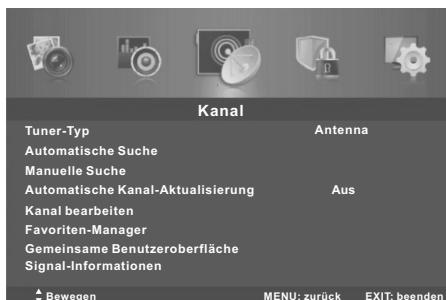 Kanal
Tuner-Typ Antenna
Automatische Suche
Manuelle Suche
Automatische Kanal-Aktualisierung Aus
Kanal bearbeiten
Favoriten-Manager
Gemeinsame Benutzeroberfläche
Signal-Informationen
Bewegen MENU: zurück EXIT: beenden